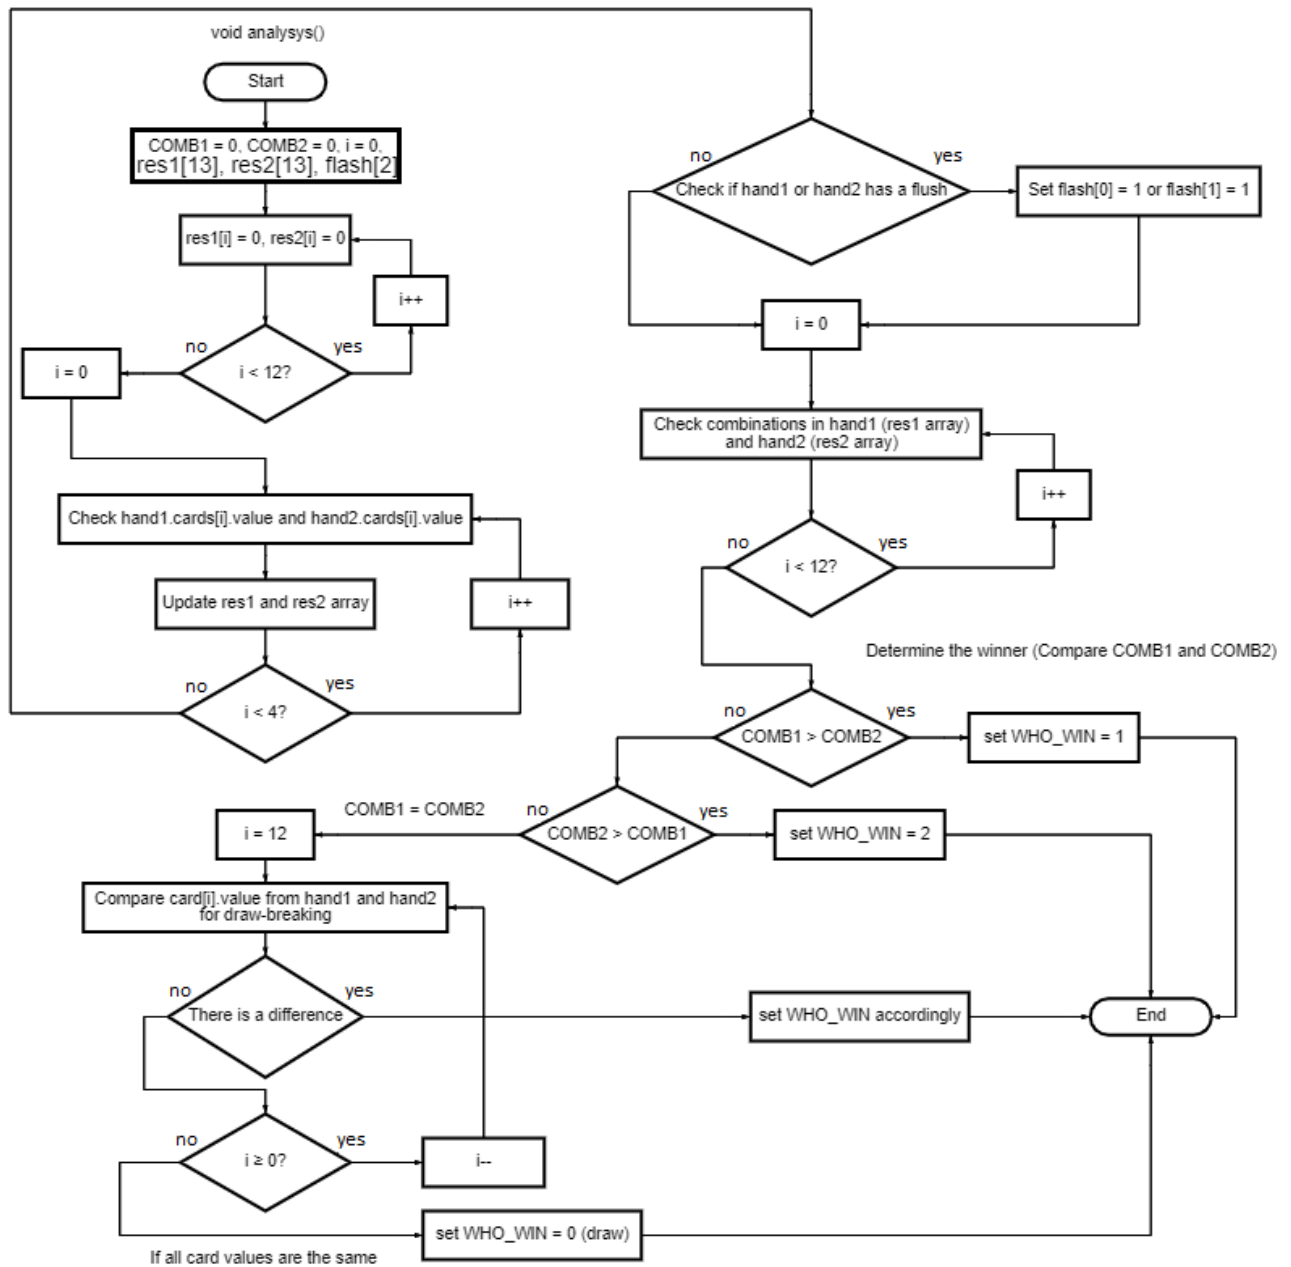 void analysys()
Start
COMB1 = 0, COMB2 = 0, i = 0,
res1[13], res2[13], flash[2]
res1[i] = 0, res2[i] = 0
i++
no
yes
i < 12?
i = 0
Check hand1.cards[i].value and hand2.cards[i].value
Update res1 and res2 array
i++
no
yes
i < 4?
no
yes
Check if hand1 or hand2 has a flush
Set flash[0] = 1 or flash[1] = 1
i = 0
Check combinations in hand1 (res1 array)
and hand2 (res2 array)
i++
no
yes
i < 12?
Determine the winner (Compare COMB1 and COMB2)
no
yes
COMB1 > COMB2
set WHO_WIN = 1
no
yes
COMB2 > COMB1
set WHO_WIN = 2
COMB1 = COMB2
i = 12
Compare card[i].value from hand1 and hand2
for draw-breaking
no
yes
There is a difference
set WHO_WIN accordingly
End
no
yes
i ≥ 0?
i--
set WHO_WIN = 0 (draw)
If all card values are the same